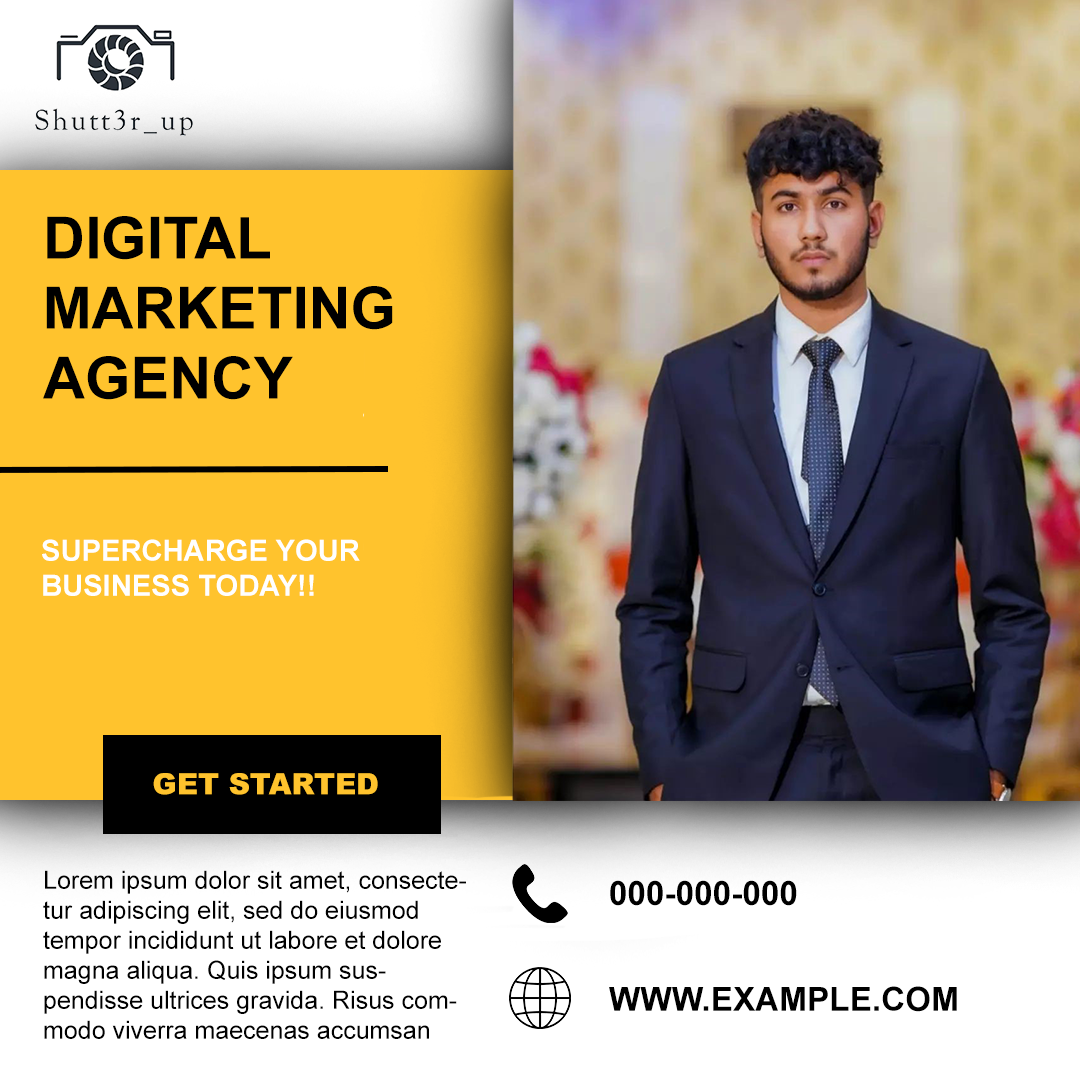 Shutt3r_up
DIGITAL
MARKETING
AGENCY
SUPERCHARGE YOUR
BUSINESS TODAY!!
GET STARTED
Lorem ipsum dolor sit amet, consecte-
tur adipiscing elit, sed do eiusmod
tempor incididunt ut labore et dolore
magna aliqua. Quis ipsum sus-
pendisse ultrices gravida. Risus com-
modo viverra maecenas accumsan
000-000-000
WWW.EXAMPLE.COM